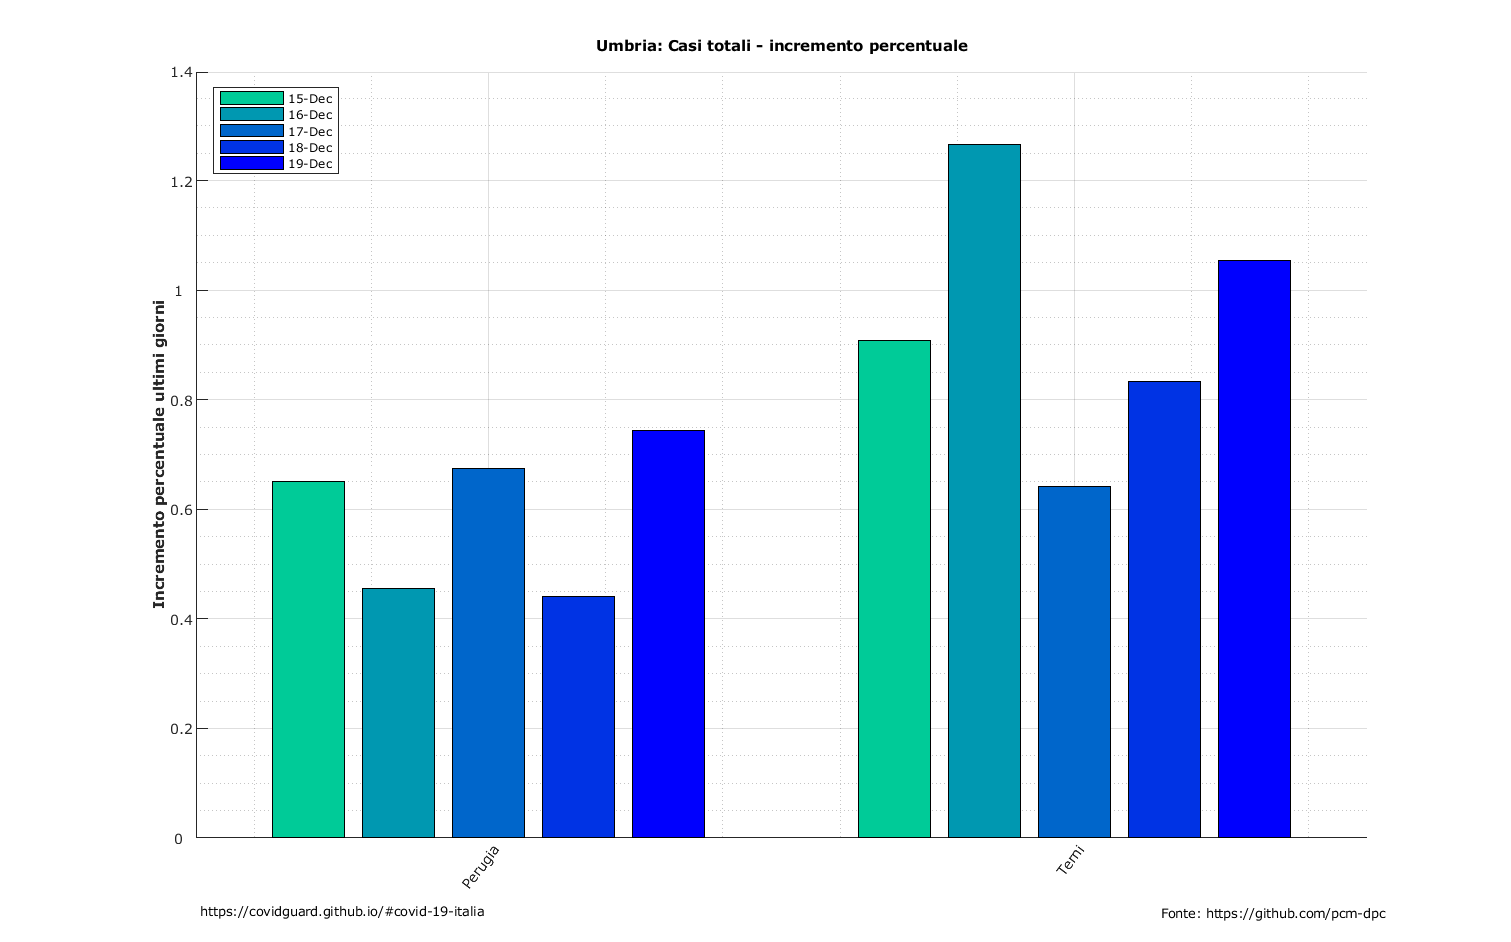 Umbria: Casi totali - incremento percentuale
1.4
1.2
1
0.8
0.6
0.4
0.2
0
Incremento percentuale ultimi giorni
15-Dec
16-Dec
17-Dec
18-Dec
19-Dec
Perugia
Terni
https://covidguard.github.io/#covid-19-italia
Fonte: https://github.com/pcm-dpc